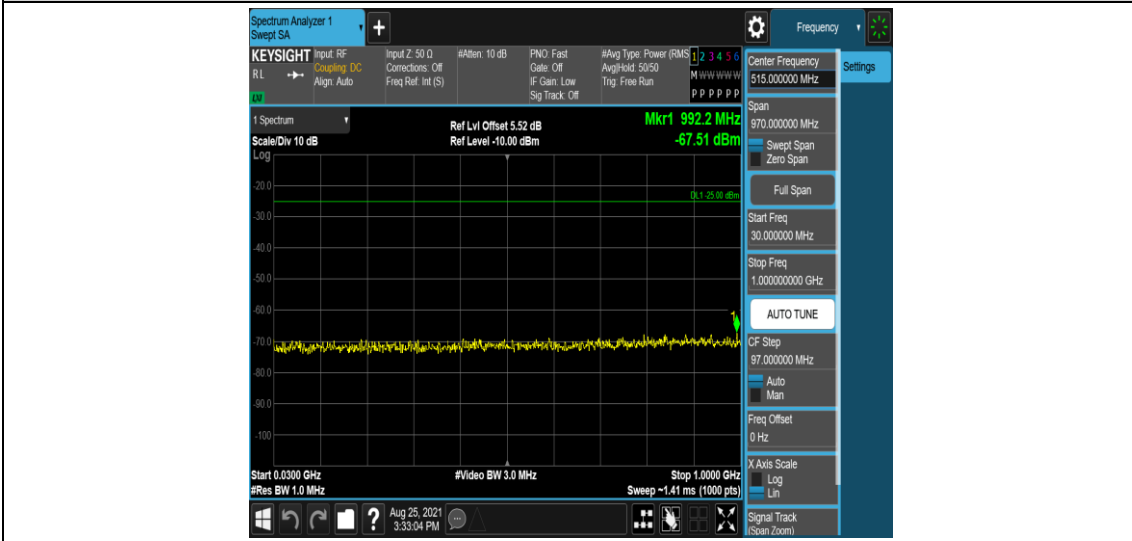 Spectrum Analyzer 1
Swept SA
+
Frequency
KEYSIGHT
RL
LM
Input: RF
Coupling: DC
Align: Auto
Input Z: 50 Ω
Corrections: Off
Freq Ref: Int (S)
#Atten: 10 dB
PNO: Fast
Gate: Off
IF Gain: Low
Sig Track: Off
#Avg Type: Power (RMS
Avg|Hold: 50/50
Trig: Free Run
1 2 3 4 5 6
M W W W W W
P P P P P P
1 Spectrum
Scale/Div 10 dB
Log
Ref Lvl Offset 5.52 dB
Ref Level -10.00 dBm
Mkr1 992.2 MHz
-67.51 dBm
DL1 -25.00 dBm
-20.0
-30.0
-40.0
-50.0
-60.0
-70.0
-80.0
-90.0
-100
1
Start 0.0300 GHz
#Res BW 1.0 MHz
#Video BW 3.0 MHz
Stop 1.0000 GHz
Sweep ~1.41 ms (1000 pts)
?
Aug 25, 2021
3:33:04 PM
Center Frequency
515.000000 MHz
Span
970.000000 MHz
Swept Span
Zero Span
Full Span
Start Freq
30.000000 MHz
Stop Freq
1.000000000 GHz
AUTO TUNE
CF Step
97.000000 MHz
Auto
Man
Freq Offset
0 Hz
X Axis Scale
Log
Lin
Signal Track
(Span Zoom)
Settings